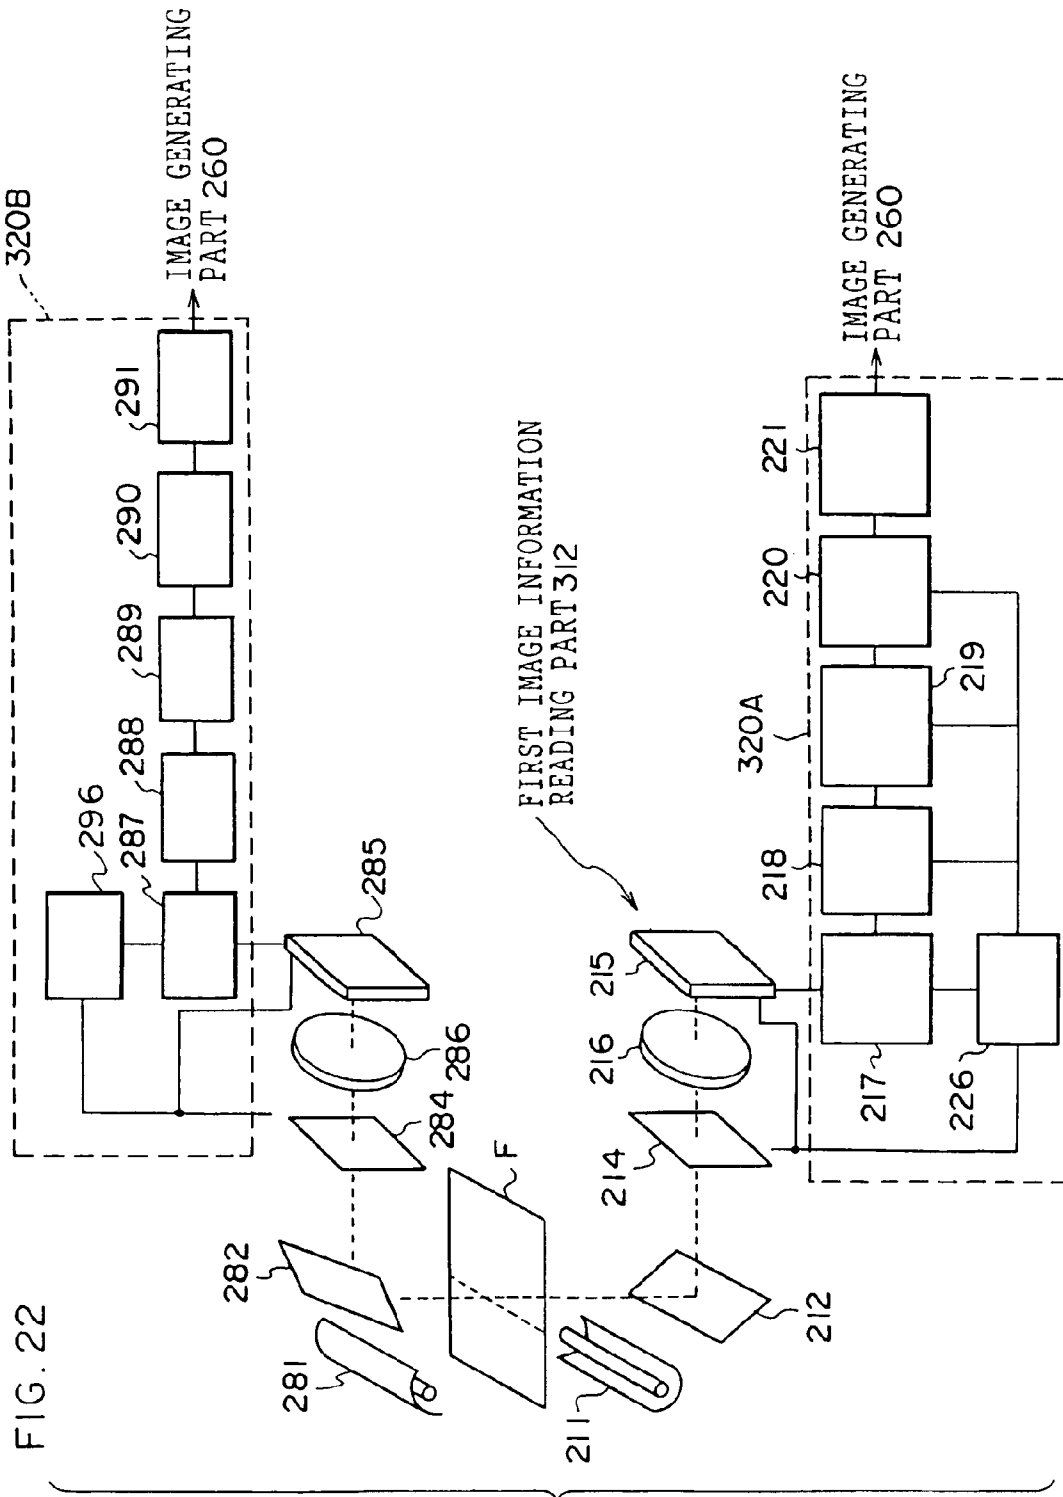 FIG. 22
320B
IMAGE GENERATING
PART 260
291
290
289
288
287
296
285
286
284
282
281
F
FIRST IMAGE INFORMATION
READING PART 312
215
216
214
212
211
IMAGE GENERATING
PART 260
221
220
219
320A
218
217
226